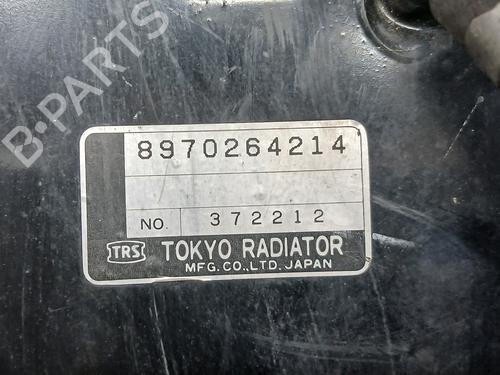 B-PARTS
8970264214
NO. 372212
TRS TOKYO RADIATOR
MFG.CO.,LTD.JAPAN